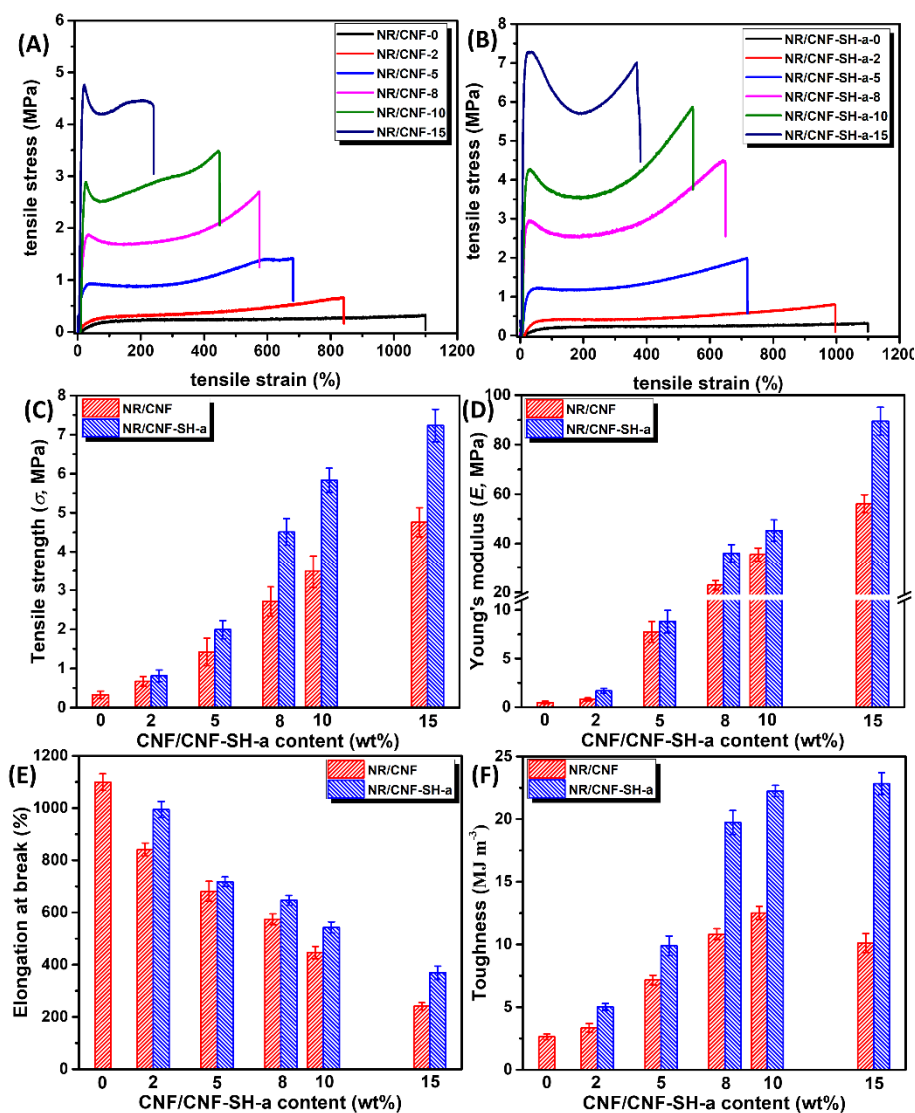 (A)
NR/CNF-0
NR/CNF-2
NR/CNF-5
NR/CNF-8
NR/CNF-10
NR/CNF-15
tensile stress (MPa)
6
5
4
3
2
1
0
0 200 400 600 800 1000 1200
tensile strain (%)
(B)
NR/CNF-SH-a-0
NR/CNF-SH-a-2
NR/CNF-SH-a-5
NR/CNF-SH-a-8
NR/CNF-SH-a-10
NR/CNF-SH-a-15
tensile stress (MPa)
8
7
6
5
4
3
2
1
0
0 200 400 600 800 1000 1200
tensile strain (%)
(C)
NR/CNF
NR/CNF-SH-a
Tensile strength (σ, MPa)
8
7
6
5
4
3
2
1
0
0 2 5 8 10 15
CNF/CNF-SH-a content (wt%)
(D)
NR/CNF
NR/CNF-SH-a
Young's modulus (E, MPa)
100
80
60
40
20
10
5
0
0 2 5 8 10 15
CNF/CNF-SH-a content (wt%)
(E)
NR/CNF
NR/CNF-SH-a
Elongation at break (%)
1200
1000
800
600
400
200
0
0 2 5 8 10 15
CNF/CNF-SH-a content (wt%)
(F)
NR/CNF
NR/CNF-SH-a
Toughness (MJ m⁻³)
25
20
15
10
5
0
0 2 5 8 10 15
CNF/CNF-SH-a content (wt%)